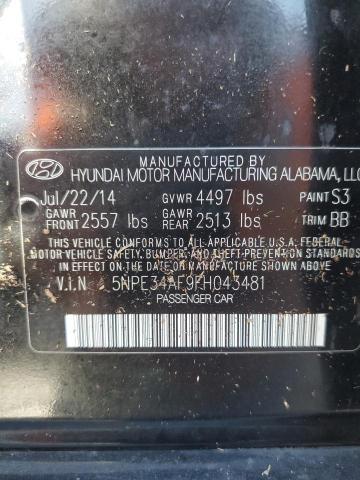 MANUFACTURED BY
HYUNDAI MOTOR MANUFACTURING ALABAMA, LLC
Jul/22/14 GVWR 4497 lbs PAINT S3
GAWR FRONT 2557 lbs GAWR REAR 2513 lbs TRIM BB
THIS VEHICLE CONFORMS TO ALL APPLICABLE U.S.A. FEDERAL
MOTOR VEHICLE SAFETY, BUMPER, AND THEFT PREVENTION STANDARDS
IN EFFECT ON THE DATE OF MANUFACTURE SHOWN ABOVE.
V.I.N 5NPE34AF9FH043481
PASSENGER CAR